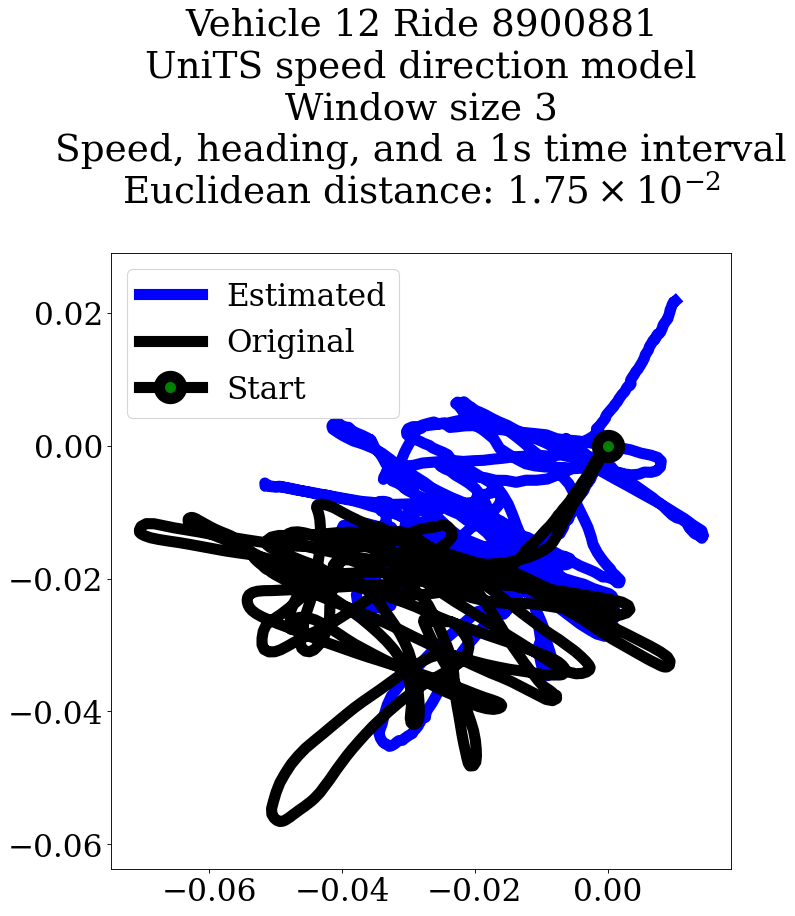 Vehicle 12 Ride 8900881
UniTS speed direction model
Window size 3
Speed, heading, and a 1s time interval
Euclidean distance: 1.75 × 10⁻²
Estimated
Original
Start
0.02
0.00
−0.02
−0.04
−0.06
−0.06 −0.04 −0.02 0.00